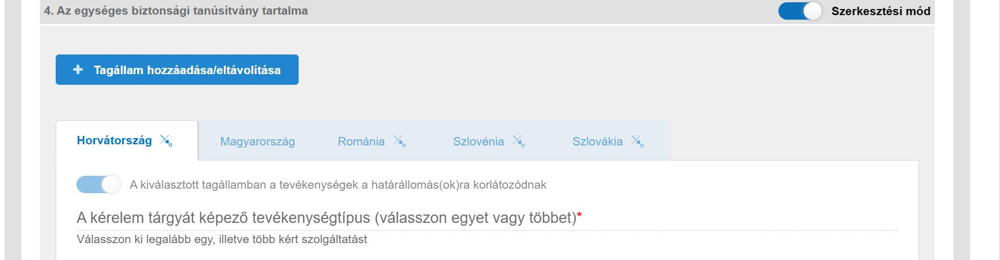 4. Az egységes biztonsági tanúsítvány tartalma
Szerkesztési mód
Tagállam hozzáadása/eltávolítása
Horvátország
Magyarország
Románia
Szlovénia
Szlovákia
A kiválasztott tagállamban a tevékenységek a határállomás(ok)ra korlátozódnak
A kérelem tárgyát képező tevékenységtípus (válasszon egyet vagy többet)*
Válasszon ki legalább egy, illetve több kért szolgáltatást